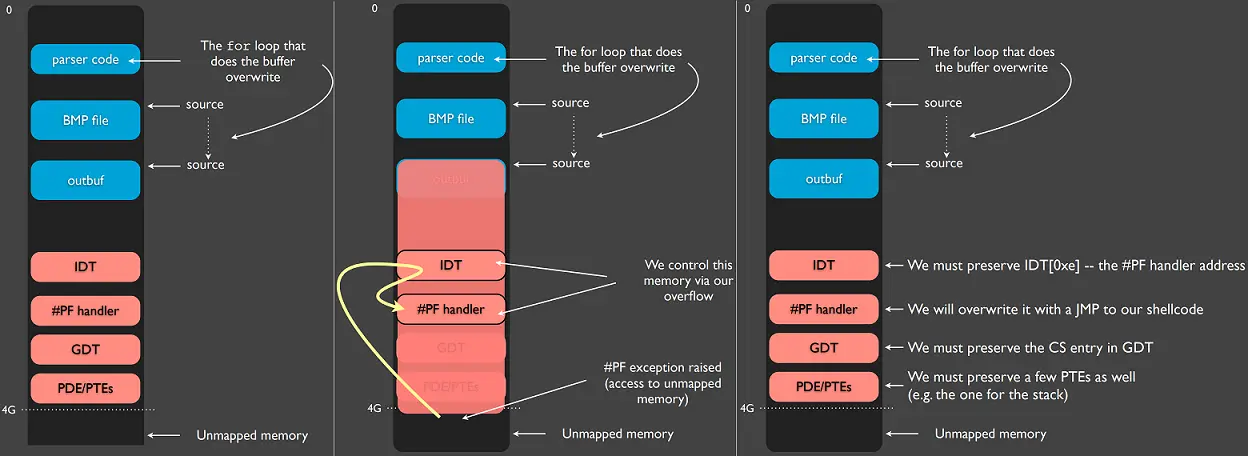 0
parser code
The for loop that
does the buffer
overwrite
source
BMP file
source
outbuf
IDT
#PF handler
GDT
PDE/PTEs
4G
Unmapped memory
0
parser code
The for loop that does
the buffer overwrite
source
BMP file
source
outbuf
IDT
We control this
memory via our
overflow
#PF handler
GDT
#PF exception raised
(access to unmapped
memory)
PDE/PTEs
4G
Unmapped memory
0
parser code
The for loop that does
the buffer overwrite
source
BMP file
source
outbuf
IDT
We must preserve IDT[0xe] -- the #PF handler address
#PF handler
We will overwrite it with a JMP to our shellcode
GDT
We must preserve the CS entry in GDT
PDE/PTEs
We must preserve a few PTEs as well
(e.g. the one for the stack)
4G
Unmapped memory